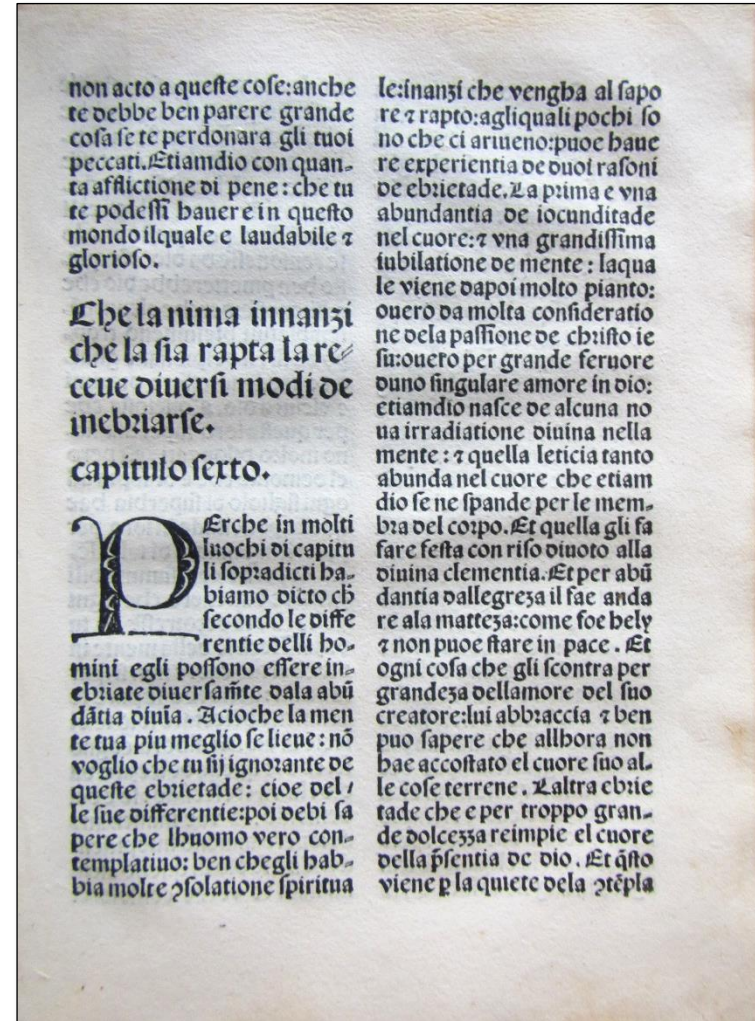 non acto a queſte coſe:anche
te debbe ben parere grande
coſa ſe te perdonara gli tuoi
peccati.Etiamdio con quan-
ta afflictione di pene : che tu
te podeſſi hauere in queſto
mondo ilquale e laudabile ⁊
glorioſo.
Che la nima innanzi
che la ſia rapta la re-
ceue diuerſi modi de
inebriarſe.
capitulo ſexto.
PErche in molti
luochi di capitu
li ſopradicti ha-
biamo dicto ch̄
ſecondo le diffe
rentie delli ho-
mini egli poſſono eſſere in-
ebriate diuerſam̄te dala abū
dātia diuīa . Acioche la men
te tua piu meglio ſe lieue : nō
voglio che tu ſij ignorante de
queſte ebrietade : cioe del /
le ſue differentie:poi debi ſa
pere che lhuomo vero con-
templatiuo: ben chegli hab-
bia molte ꝯſolatione ſpiritua
le:inanzi che vengha al ſapo
re ⁊ rapto:agliquali pochi ſo
no che ci ariueno:puoe haue
re experientia de duoi raſoni
de ebrietade.La prima e vna
abundantia de iocunditade
nel cuore:⁊ vna grandiſſima
iubilatione de mente : laqua
le viene dapoi molto pianto:
ouero da molta conſideratio
ne dela paſſione de chriſto ie
ſu:ouero per grande feruore
duno ſingulare amore in dio:
etiamdio naſce de alcuna no
ua irradiatione diuina nella
mente : ⁊ quella leticia tanto
abunda nel cuore che etiam
dio ſe ne ſpande per le mem-
bra del corpo.Et quella gli fa
fare feſta con riſo diuoto alla
diuina clementia.Et per abū
dantia dallegreza il fae anda
re ala matteza:come foe hely
⁊ non puoe ſtare in pace . Et
ogni coſa che gli ſcontra per
grandeza dellamore del ſuo
creatore:lui abbraccia ⁊ ben
puo ſapere che allhora non
hae accoſtato el cuore ſuo al-
le coſe terrene . Laltra ebrie
tade che e per troppo gran-
de dolcezza reimpie el cuore
della p̄ſentia de dio . Et q̄ſto
viene ꝑ la quiete dela ꝯtēpla